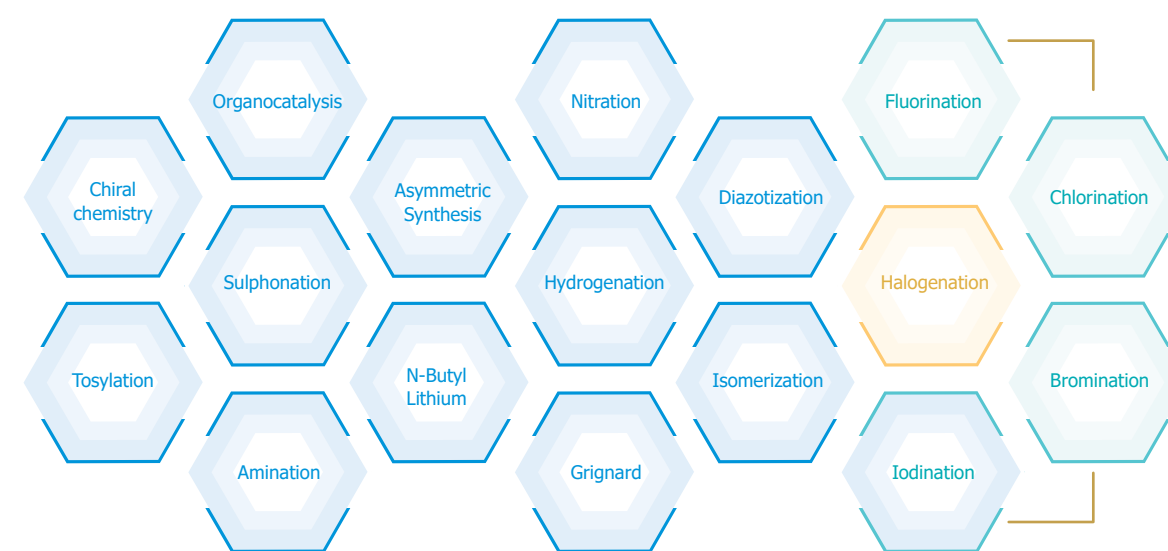 Organocatalysis
Nitration
Fluorination
Chiral
chemistry
Asymmetric
Synthesis
Diazotization
Chlorination
Sulphonation
Hydrogenation
Halogenation
Tosylation
N-Butyl
Lithium
Isomerization
Bromination
Amination
Grignard
Iodination